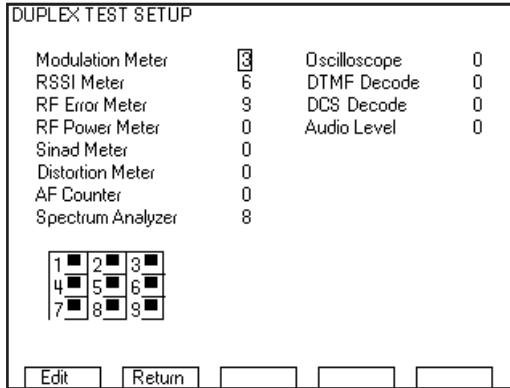 DUPLEX TEST SETUP
Modulation Meter 3 Oscilloscope 0
RSSI Meter 6 DTMF Decode 0
RF Error Meter 9 DCS Decode 0
RF Power Meter 0 Audio Level 0
Sinad Meter 0
Distortion Meter 0
AF Counter 0
Spectrum Analyzer 8
1 2 3
4 5 6
7 8 9
Edit Return